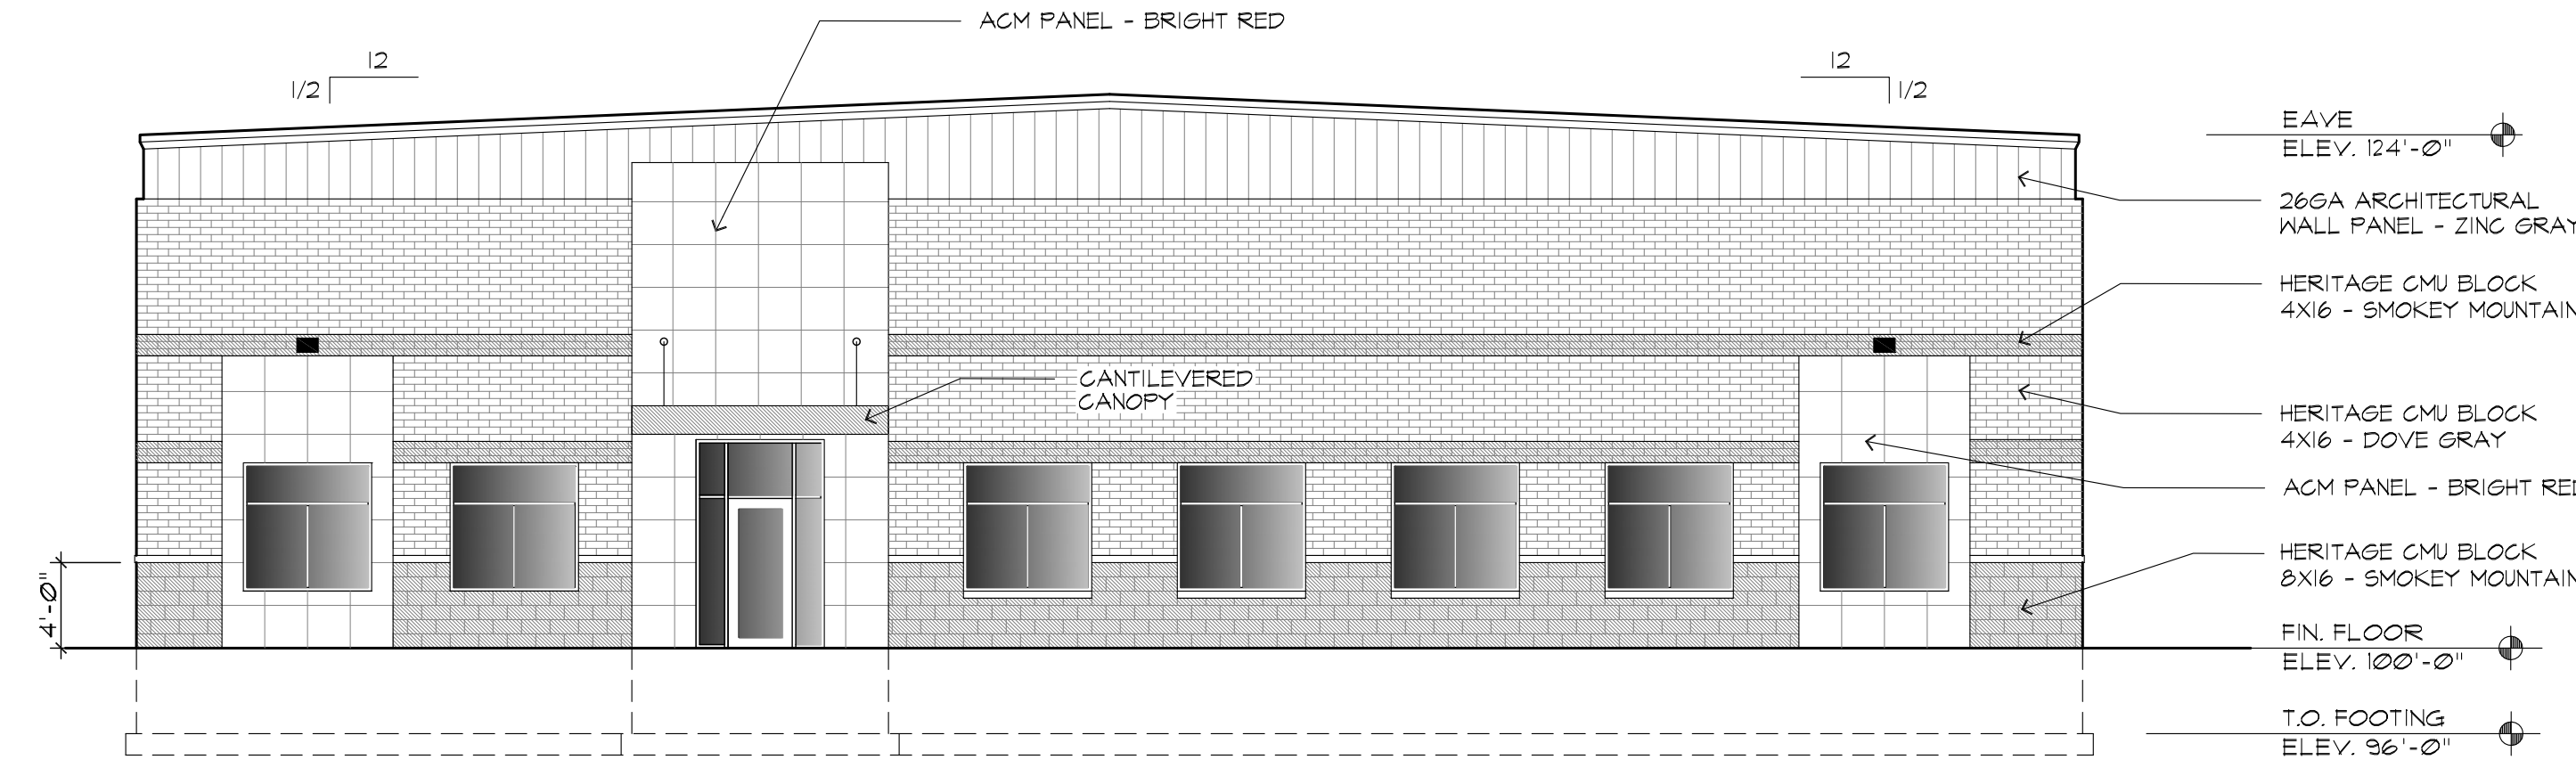 ACM PANEL - BRIGHT RED
12
1/2
12
1/2
EAVE
ELEV. 124'-0"
26GA ARCHITECTURAL
WALL PANEL - ZINC GRAY
HERITAGE CMU BLOCK
4X16 - SMOKEY MOUNTAIN
CANTILEVERED
CANOPY
HERITAGE CMU BLOCK
4X16 - DOVE GRAY
ACM PANEL - BRIGHT RED
HERITAGE CMU BLOCK
8X16 - SMOKEY MOUNTAIN
4'-0"
FIN. FLOOR
ELEV. 100'-0"
T.O. FOOTING
ELEV. 96'-0"